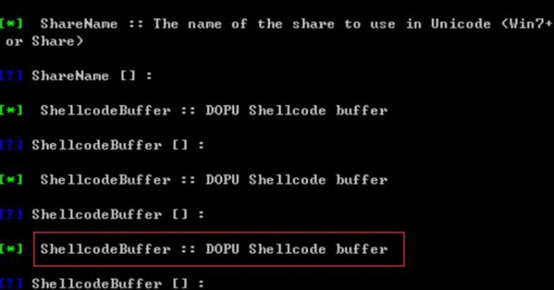 [*] ShareName :: The name of the share to use in Unicode (Win7+
or Share)
[?] ShareName [] :
[*] ShellcodeBuffer :: DOPU Shellcode buffer
[?] ShellcodeBuffer [] :
[*] ShellcodeBuffer :: DOPU Shellcode buffer
[?] ShellcodeBuffer [] :
[*] ShellcodeBuffer :: DOPU Shellcode buffer
[?] ShellcodeBuffer [] :